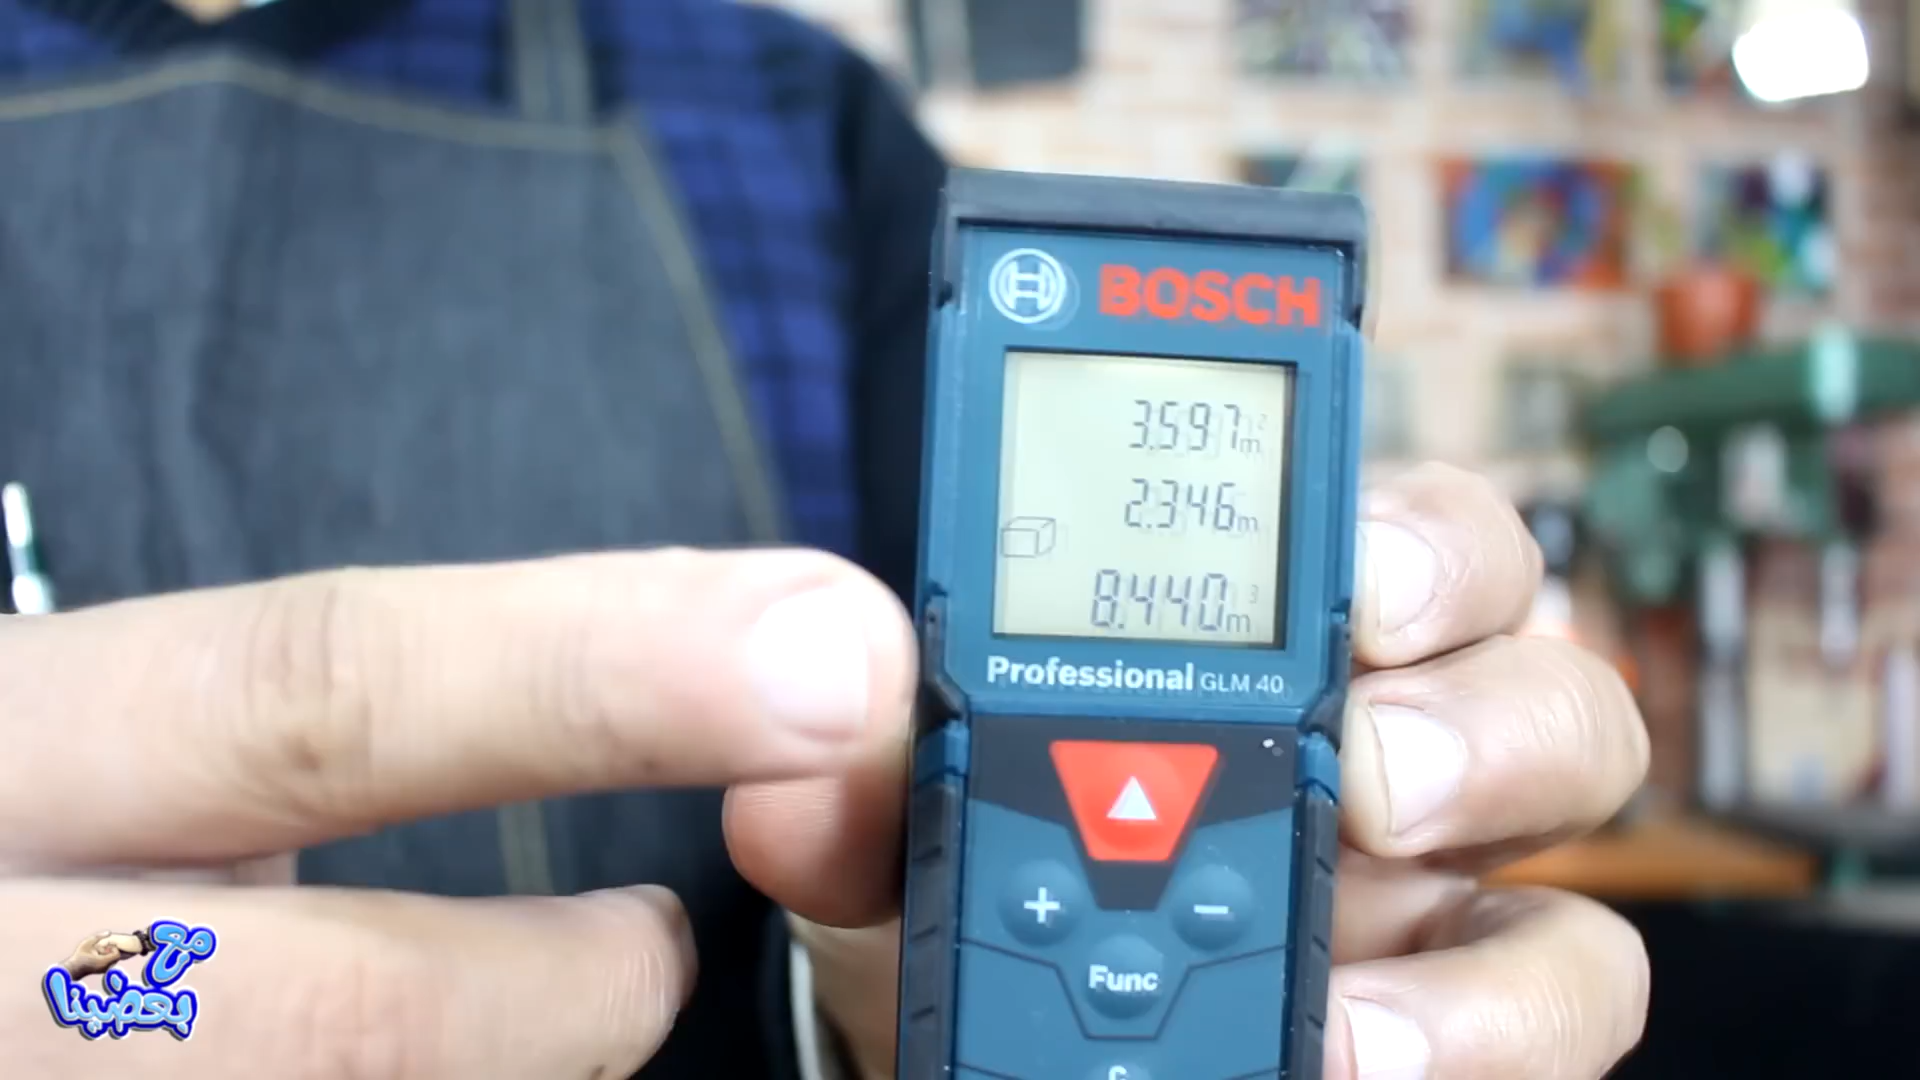 BOSCH
3.597m²
2.346m
8.440m³
Professional GLM 40
+ −
Func
C
مع
بعضينا